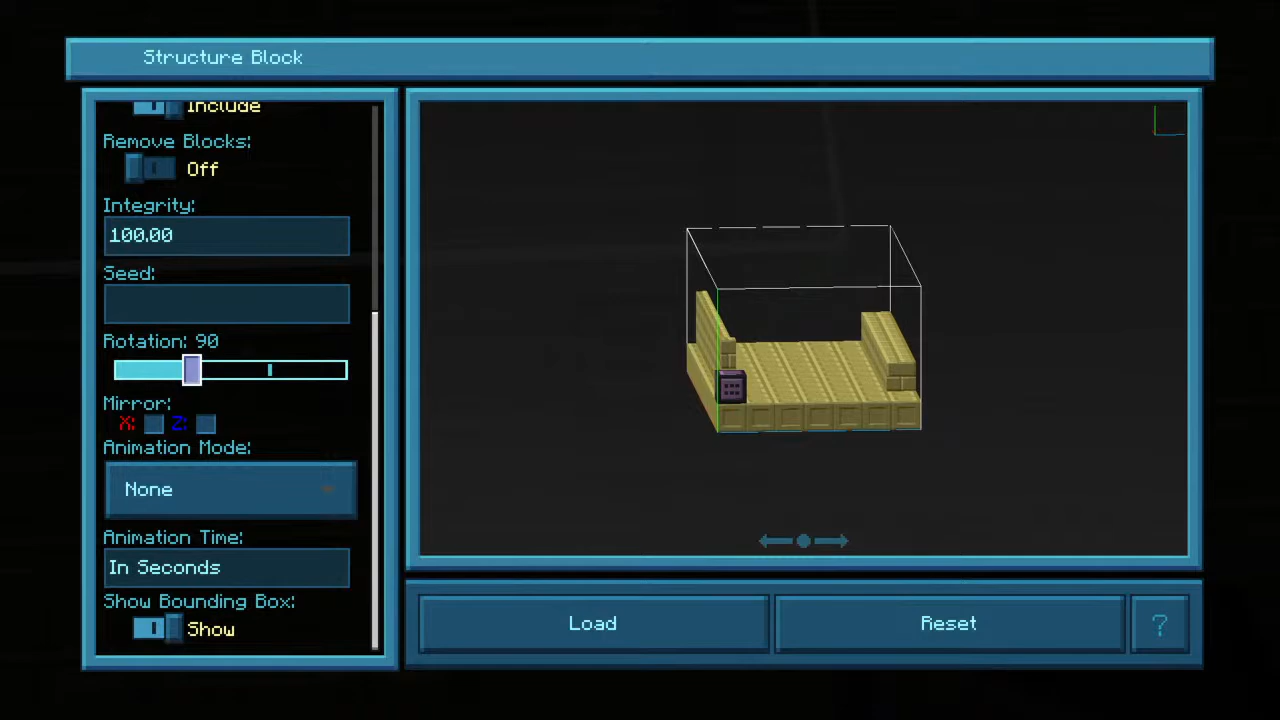 Structure Block
Include
Remove Blocks:
Off
Integrity:
100.00
Seed:
Rotation: 90
Mirror:
X: Z:
Animation Mode:
None
Animation Time:
In Seconds
Show Bounding Box:
Show
Load
Reset
?